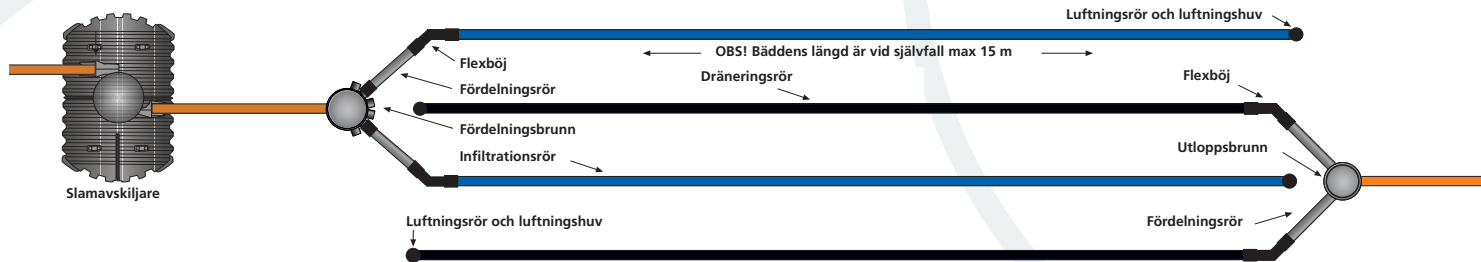 Luftningsrör och luftningshuv
OBS! Bäddens längd är vid självfall max 15 m
Flexböj
Dräneringsrör
Flexböj
Fördelningsrör
Fördelningsbrunn
Utloppsbrunn
Infiltrationsrör
Slamavskiljare
Luftningsrör och luftningshuv
Fördelningsrör